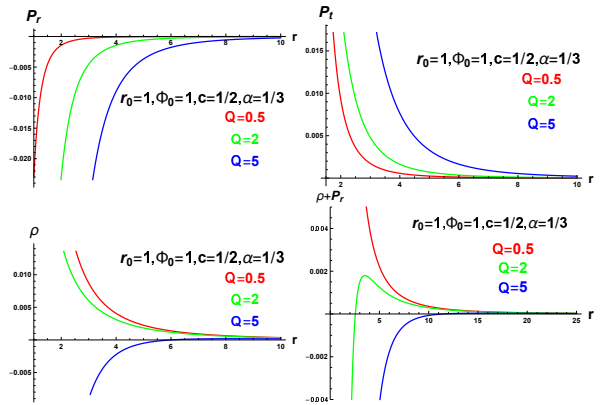 P_r
2 4 6 8 10 r
-0.005
-0.010
-0.015
-0.020
r_0=1,Φ_0=1,c=1/2,α=1/3
Q=0.5
Q=2
Q=5
P_t
0.015
0.010
0.005
2 4 6 8 10 r
r_0=1,Φ_0=1,c=1/2,α=1/3
Q=0.5
Q=2
Q=5
ρ
0.010
0.005
-0.005
2 4 6 8 10 r
r_0=1,Φ_0=1,c=1/2,α=1/3
Q=0.5
Q=2
Q=5
ρ+P_r
0.004
0.002
-0.002
-0.004
5 10 15 20 25 r
r_0=1,Φ_0=1,c=1/2,α=1/3
Q=0.5
Q=2
Q=5